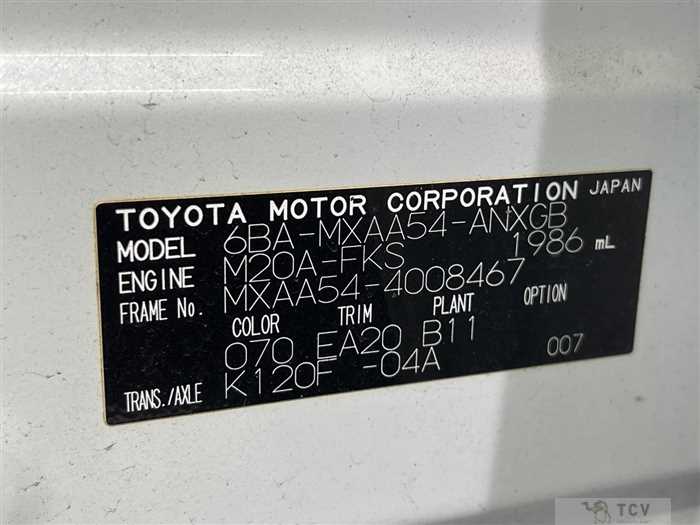 TOYOTA MOTOR CORPORATION JAPAN
MODEL 6BA-MXAA54-ANXGB
ENGINE M20A-FKS 1986 mL
FRAME No. MXAA54-4008467
COLOR TRIM PLANT OPTION
070 EA20 B11 007
TRANS./AXLE K120F -04A
TCV